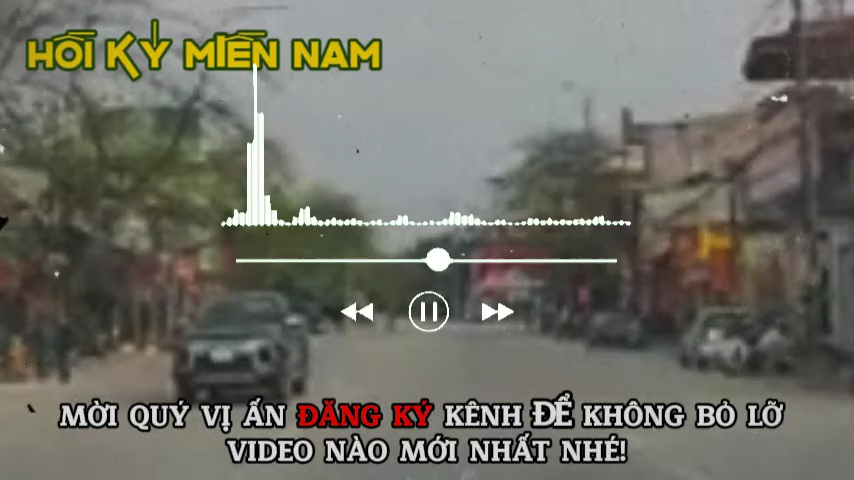 HỒI KÝ MIỀN NAM
MỜI QUÝ VỊ ẤN ĐĂNG KÝ KÊNH ĐỂ KHÔNG BỎ LỠ
VIDEO NÀO MỚI NHẤT NHÉ!